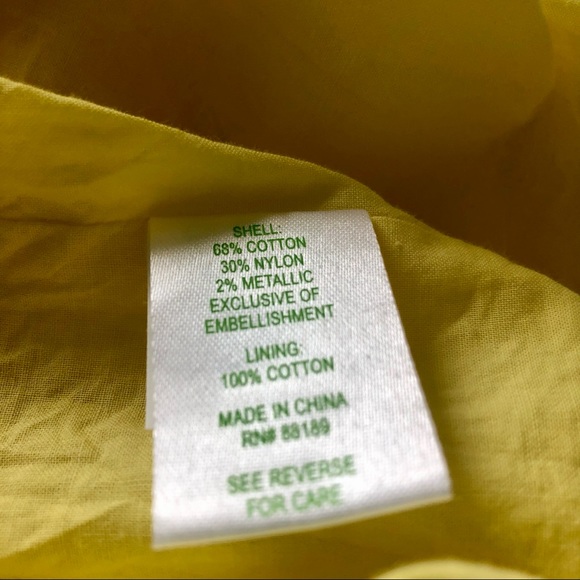 SHELL:
68% COTTON
30% NYLON
2% METALLIC
EXCLUSIVE OF
EMBELLISHMENT
LINING:
100% COTTON
MADE IN CHINA
RN# 88189
SEE REVERSE
FOR CARE